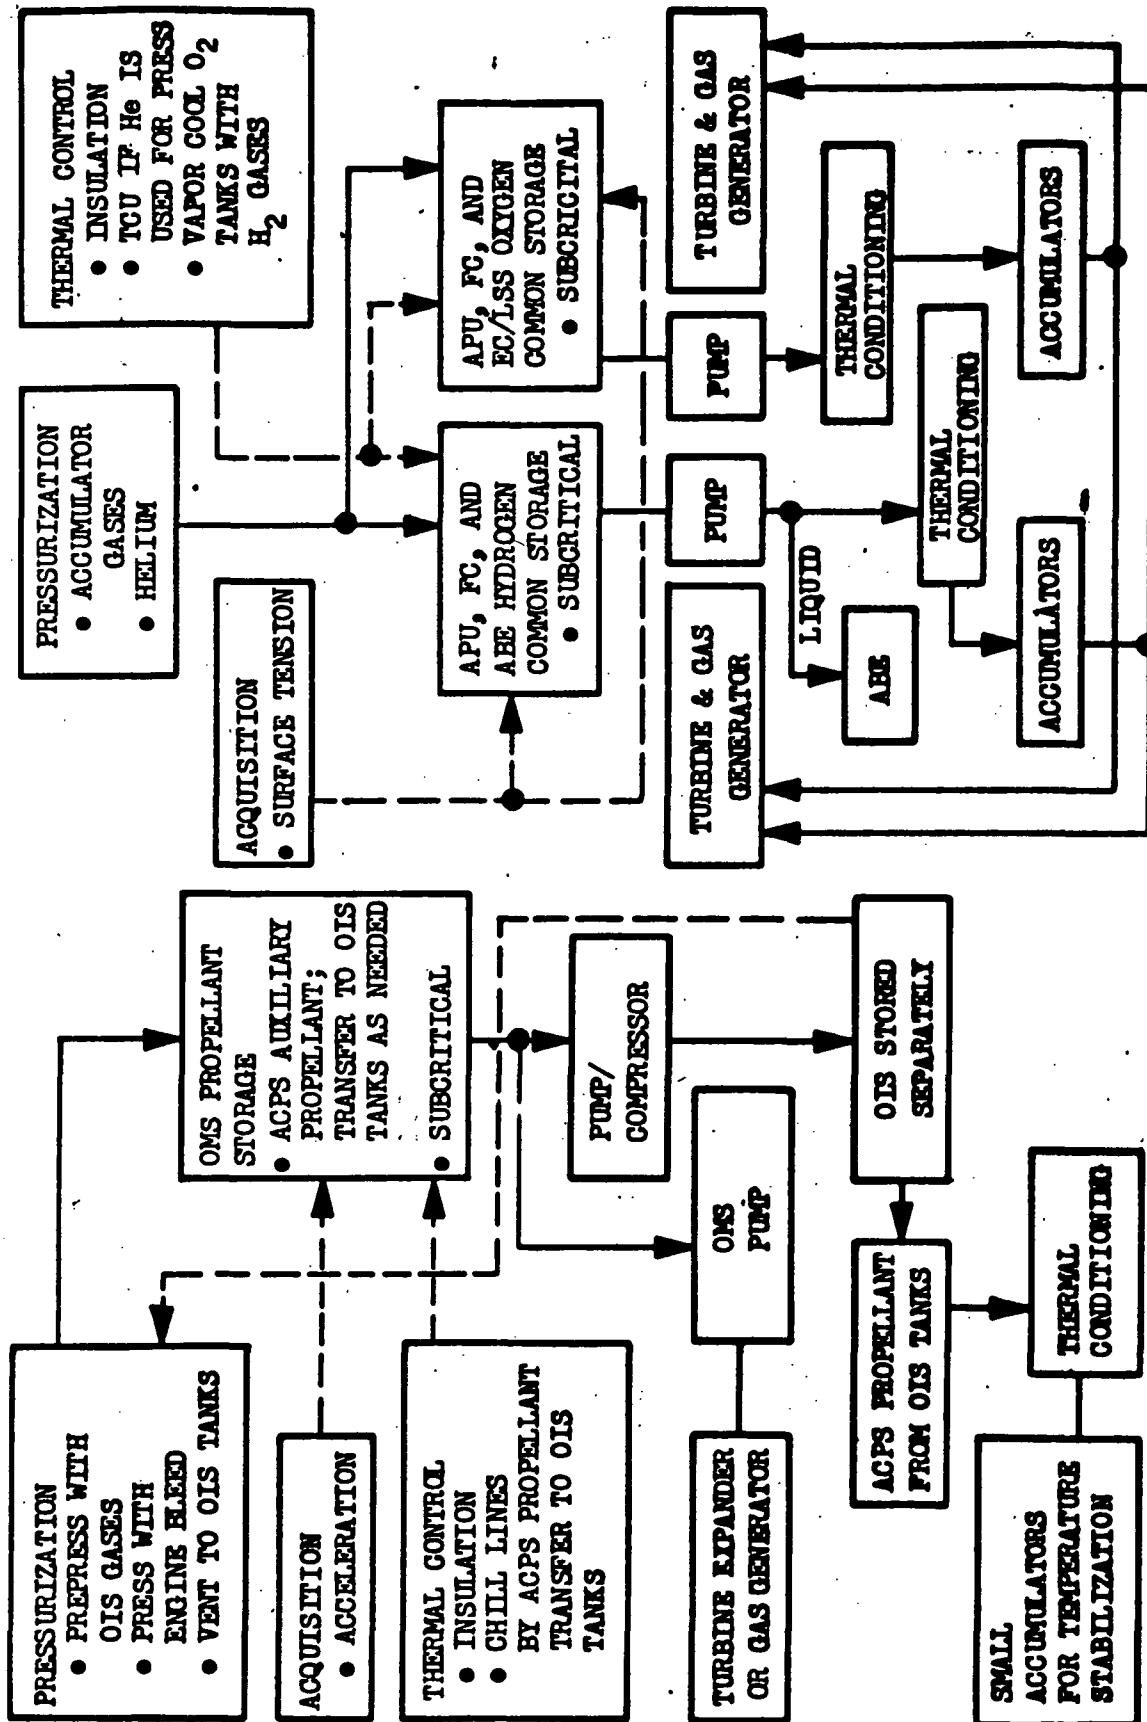 PRESSURIZATION
● PREPRESS WITH
OIS GASES
● PRESS WITH
ENGINE BLEED
● VENT TO OIS TANKS
ACQUISITION
● ACCELERATION
THERMAL CONTROL
● INSULATION
● CHILL LINES
BY ACPS PROPELLANT
TRANSFER TO OIS
TANKS
TURBINE EXPANDER
OR GAS GENERATOR
SMALL
ACCUMULATORS
FOR TEMPERATURE
STABILIZATION
OMS PROPELLANT
STORAGE
● ACPS AUXILIARY
PROPELLANT;
TRANSFER TO OIS
TANKS AS NEEDED
● SUBCRITICAL
PUMP/
COMPRESSOR
OMS
PUMP
OIS STORED
SEPARATELY
ACPS PROPELLANT
FROM OIS TANKS
THERMAL
CONDITIONING
PRESSURIZATION
● ACCUMULATOR
GASES
● HELIUM
THERMAL CONTROL
● INSULATION
● TCU IF He IS
USED FOR PRESS
● VAPOR COOL O2
TANKS WITH
H2 GASES
ACQUISITION
● SURFACE TENSION
APU, FC, AND
ABE HYDROGEN
COMMON STORAGE
● SUBCRITICAL
APU, FC, AND
EC/LSS OXYGEN
COMMON STORAGE
● SUBCRICITAL
TURBINE & GAS
GENERATOR
PUMP
PUMP
TURBINE & GAS
GENERATOR
LIQUID
ABE
THERMAL
CONDITIONING
THERMAL
CONDITIONING
ACCUMULATORS
ACCUMULATORS